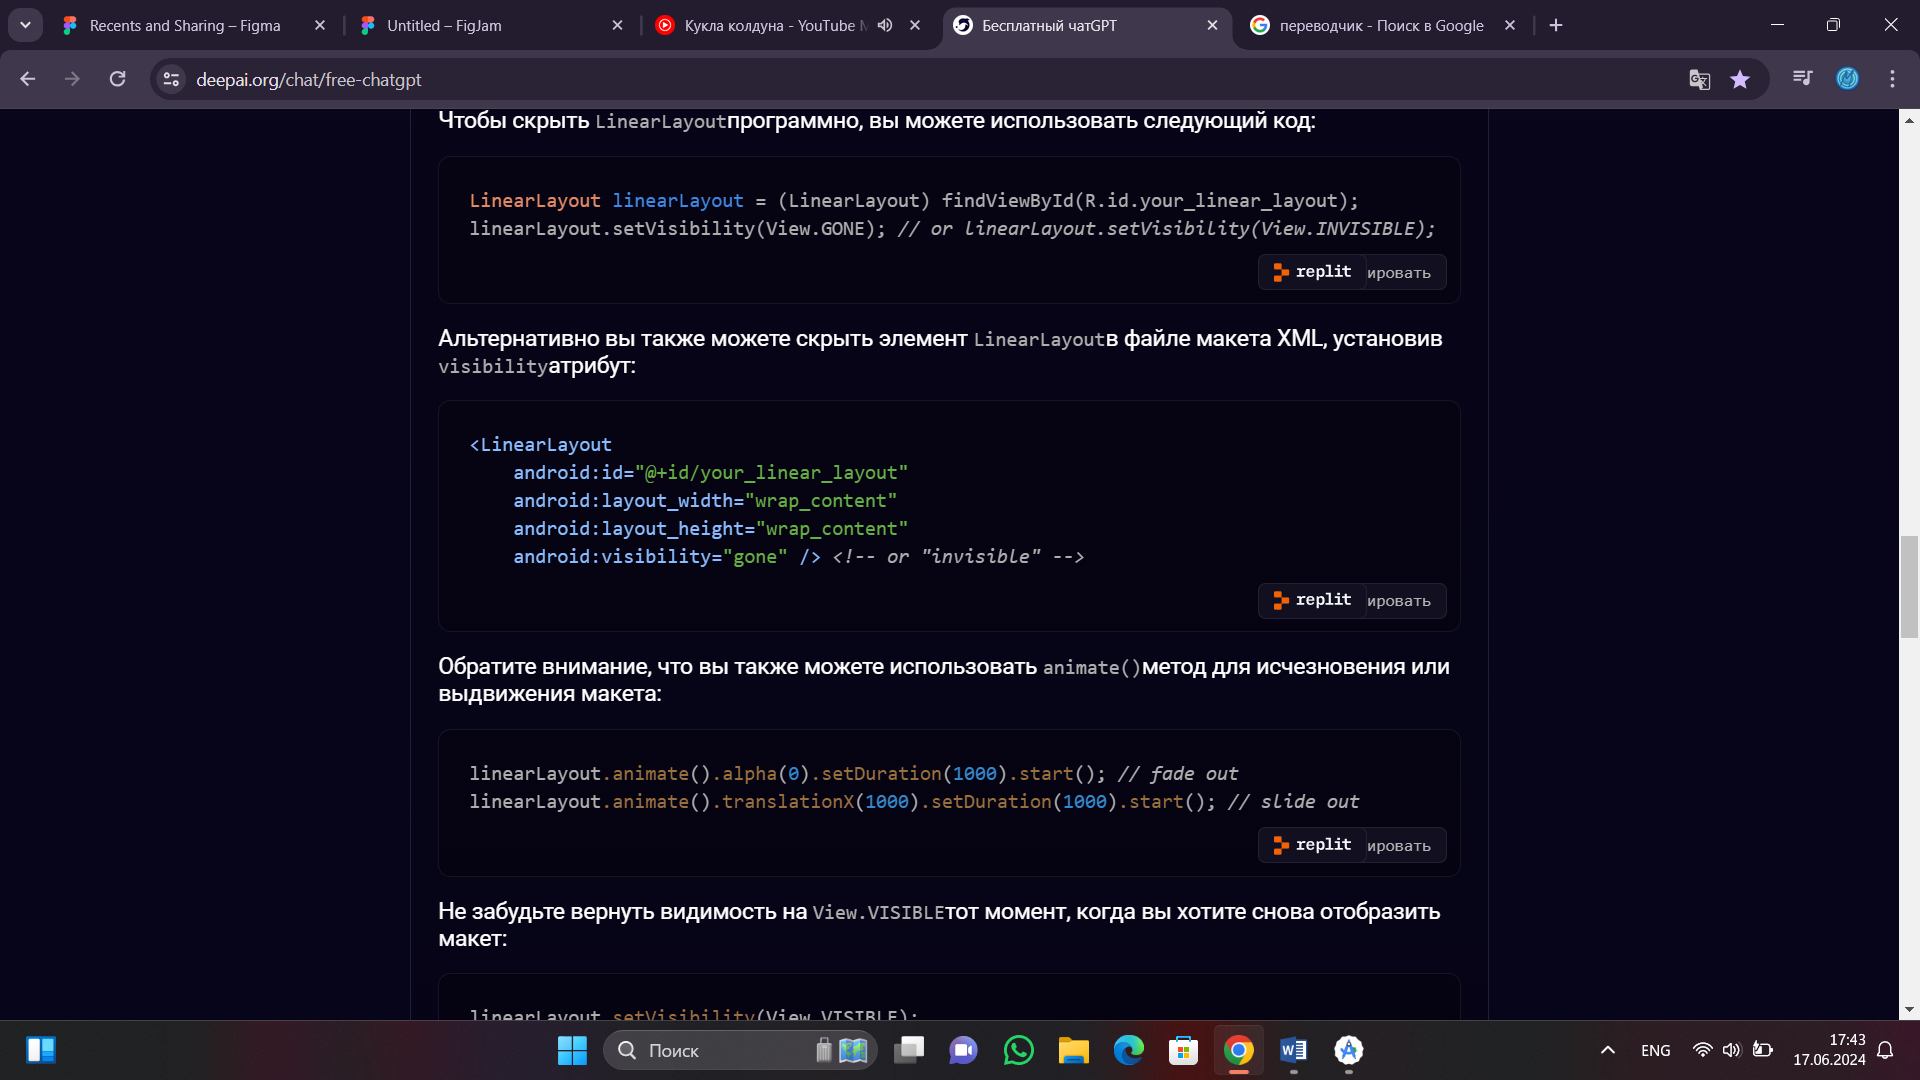 Recents and Sharing – Figma
Untitled – FigJam
Кукла колдуна - YouTube
Бесплатный чатGPT
переводчик - Поиск в Google
deepai.org/chat/free-chatgpt
Чтобы скрыть LinearLayoutпрограммно, вы можете использовать следующий код:
LinearLayout linearLayout = (LinearLayout) findViewById(R.id.your_linear_layout);
linearLayout.setVisibility(View.GONE); // or linearLayout.setVisibility(View.INVISIBLE);
replit ировать
Альтернативно вы также можете скрыть элемент LinearLayoutв файле макета XML, установив
visibilityатрибут:
<LinearLayout
android:id="@+id/your_linear_layout"
android:layout_width="wrap_content"
android:layout_height="wrap_content"
android:visibility="gone" /> <!-- or "invisible" -->
replit ировать
Обратите внимание, что вы также можете использовать animate()метод для исчезновения или
выдвижения макета:
linearLayout.animate().alpha(0).setDuration(1000).start(); // fade out
linearLayout.animate().translationX(1000).setDuration(1000).start(); // slide out
replit ировать
Не забудьте вернуть видимость на View.VISIBLEтот момент, когда вы хотите снова отобразить
макет:
linearLayout.setVisibility(View.VISIBLE);
Поиск
ENG
17:43
17.06.2024